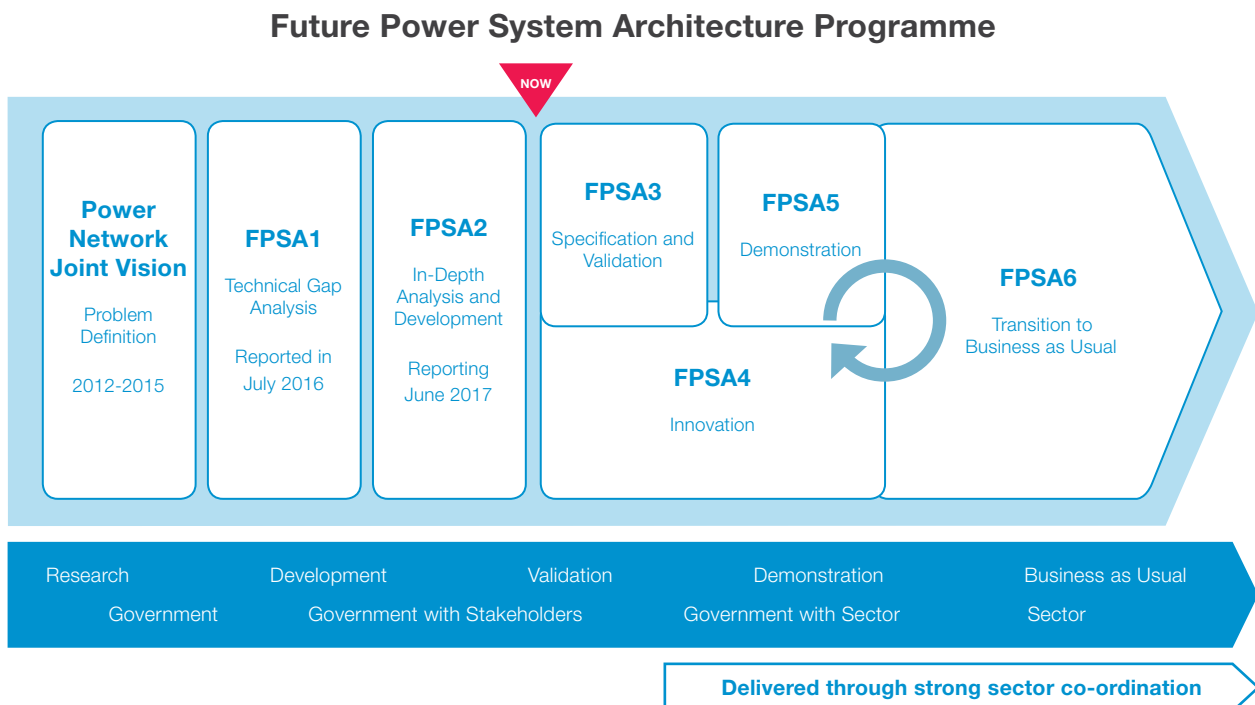 Future Power System Architecture Programme
NOW
Power
Network
Joint Vision
Problem
Definition
2012-2015
FPSA1
Technical Gap
Analysis
Reported in
July 2016
FPSA2
In-Depth
Analysis and
Development
Reporting
June 2017
FPSA3
Specification and
Validation
FPSA5
Demonstration
FPSA4
Innovation
FPSA6
Transition to
Business as Usual
Research Development Validation Demonstration Business as Usual
Government Government with Stakeholders Government with Sector Sector
Delivered through strong sector co-ordination